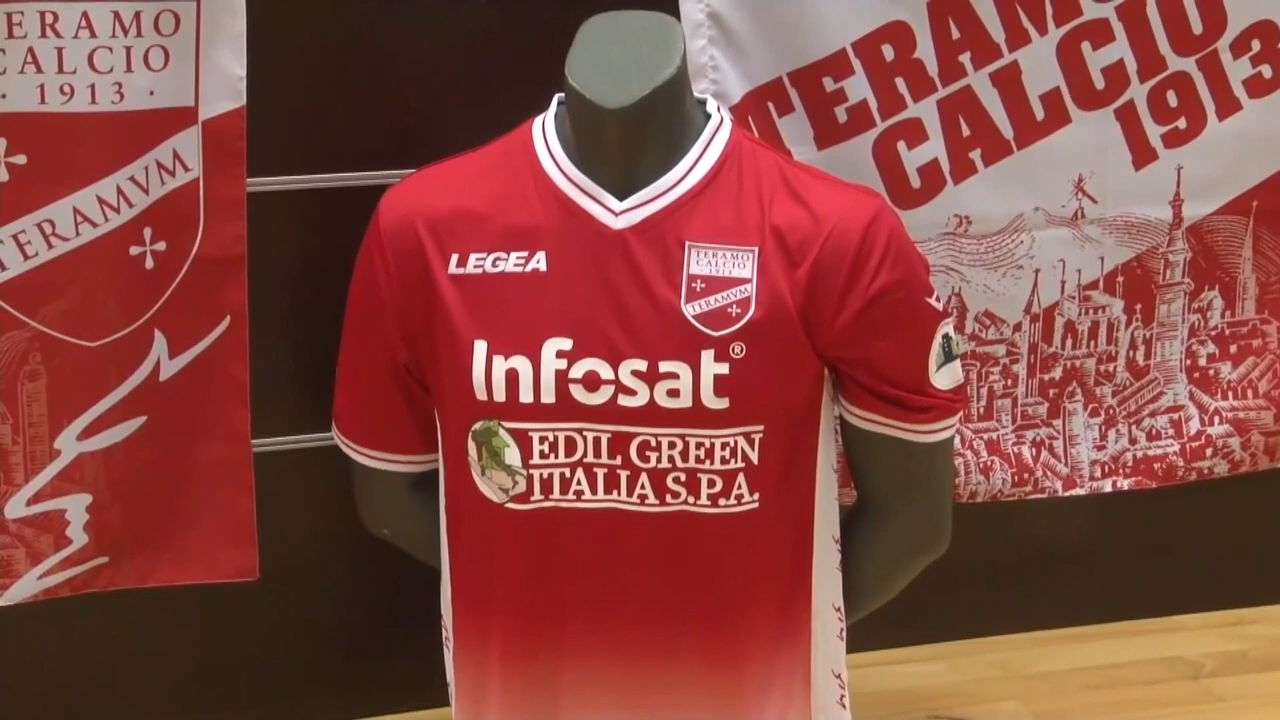 TERAMO
CALCIO
· 1913 ·
TERAMVM
TERAMO
CALCIO
1913
LEGEA
TERAMO
CALCIO
1913
TERAMVM
Infosat®
EDIL GREEN
ITALIA S.P.A.